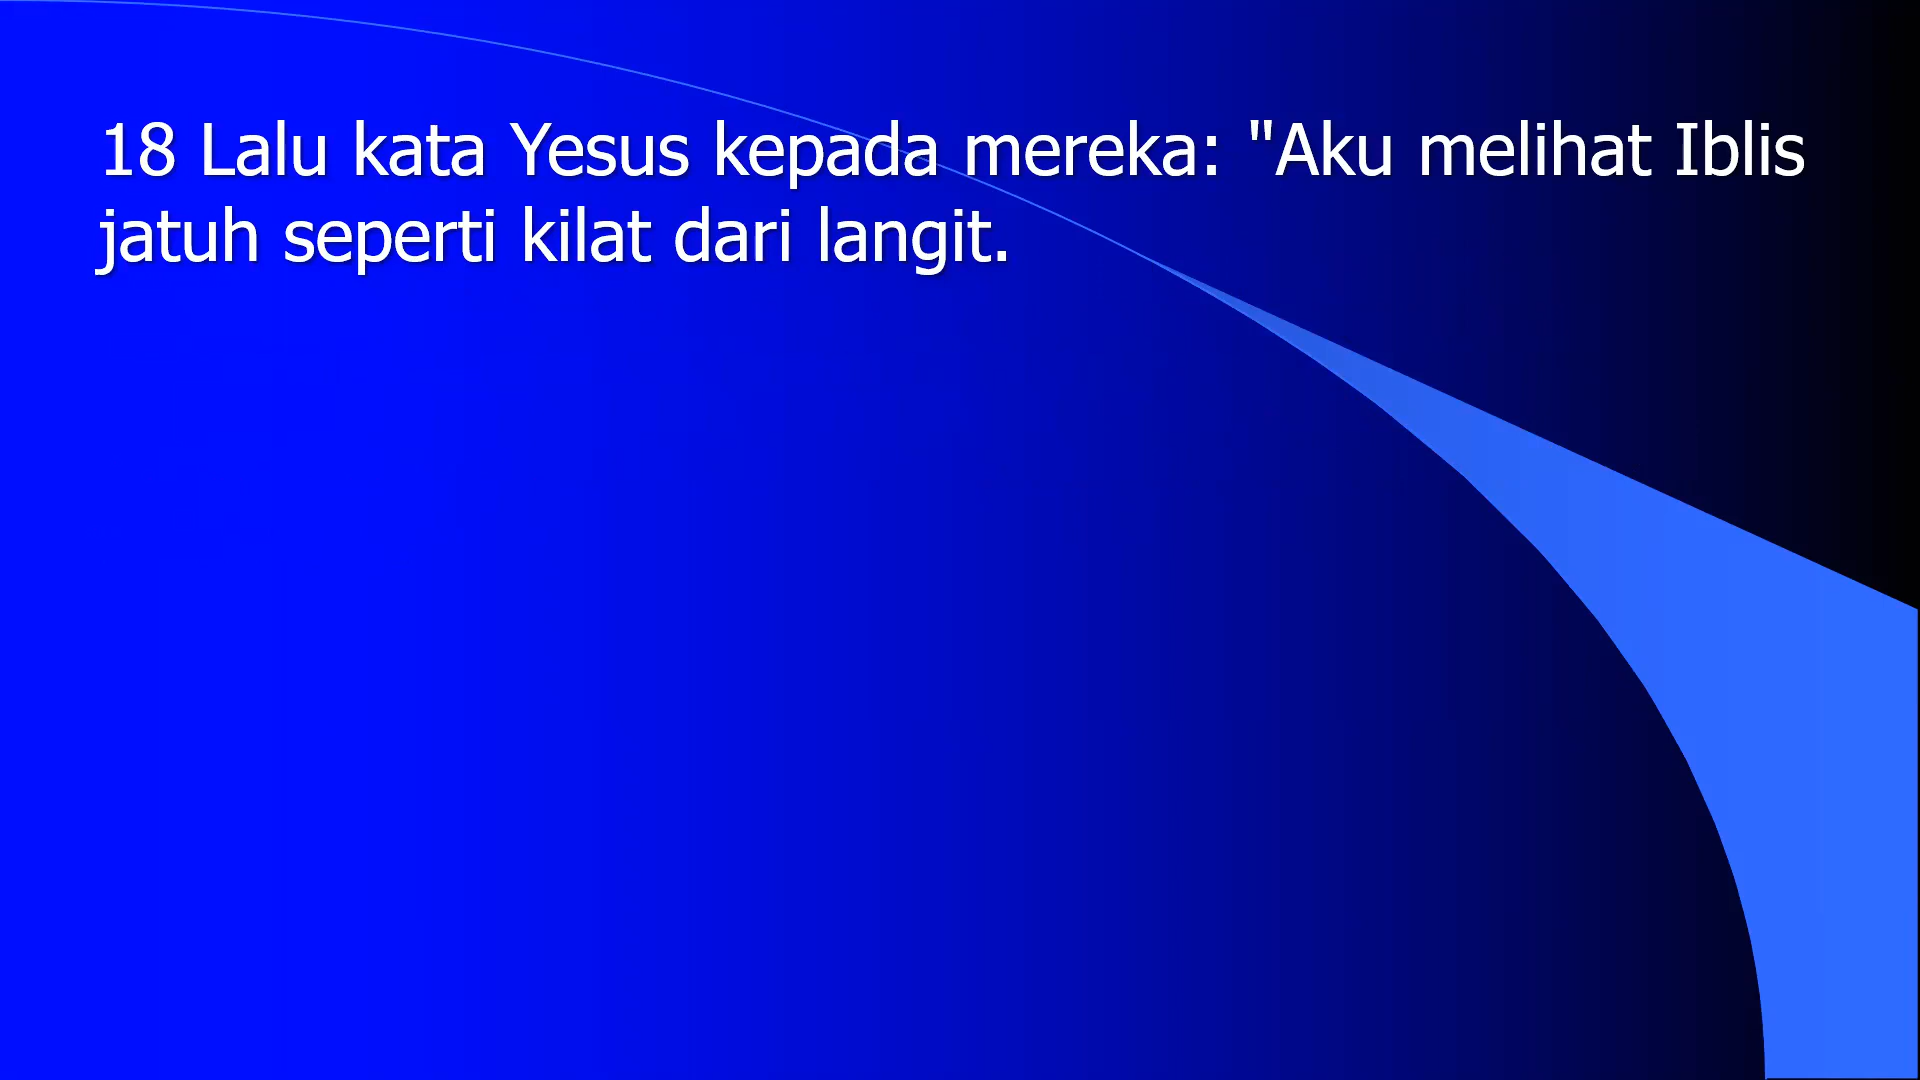 18 Lalu kata Yesus kepada mereka: "Aku melihat Iblis
jatuh seperti kilat dari langit.